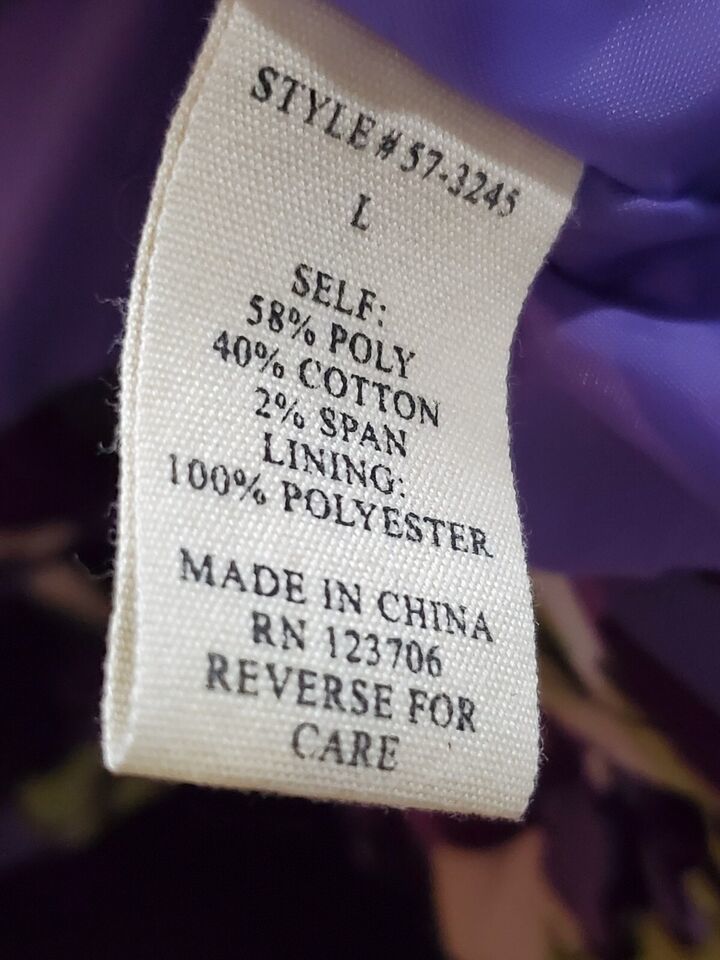 STYLE # 57-3245
L
SELF:
58% POLY
40% COTTON
2% SPAN
LINING:
100% POLYESTER
MADE IN CHINA
RN 123706
REVERSE FOR
CARE